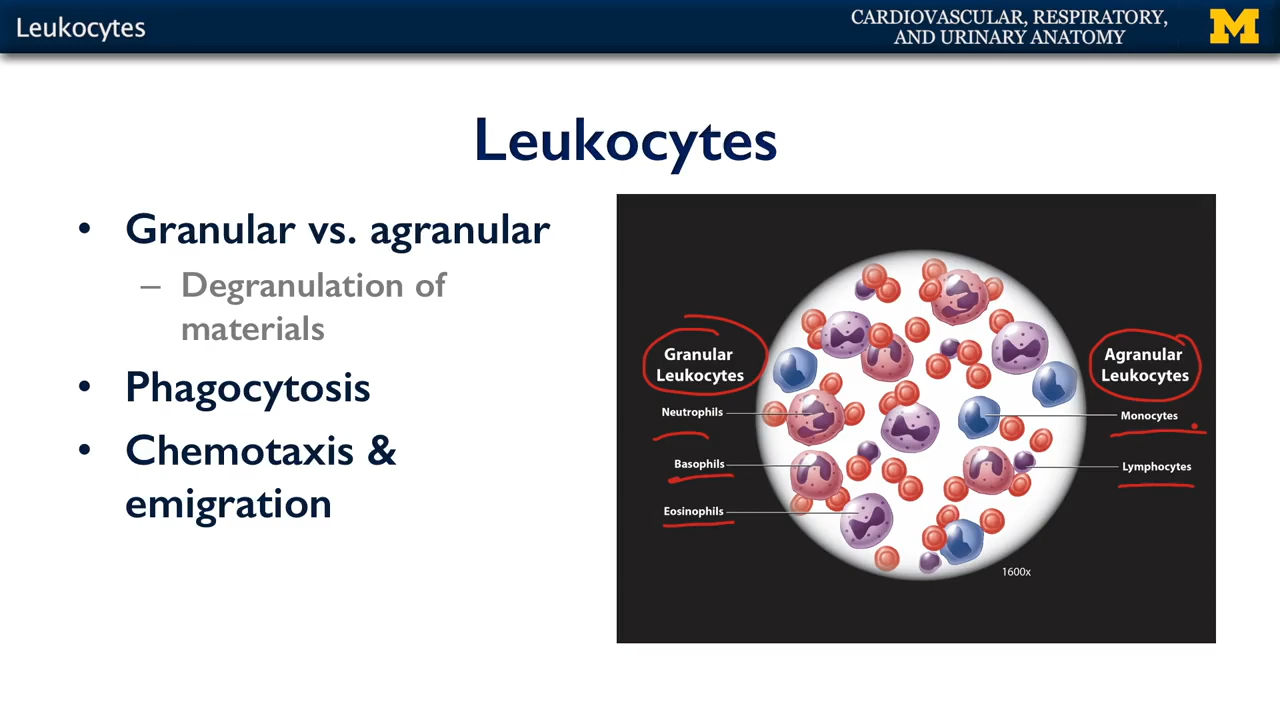 Leukocytes
CARDIOVASCULAR, RESPIRATORY,
AND URINARY ANATOMY
M
Leukocytes
• Granular vs. agranular
– Degranulation of
materials
• Phagocytosis
• Chemotaxis &
emigration
Granular
Leukocytes
Neutrophils
Basophils
Eosinophils
Agranular
Leukocytes
Monocytes
Lymphocytes
1600x